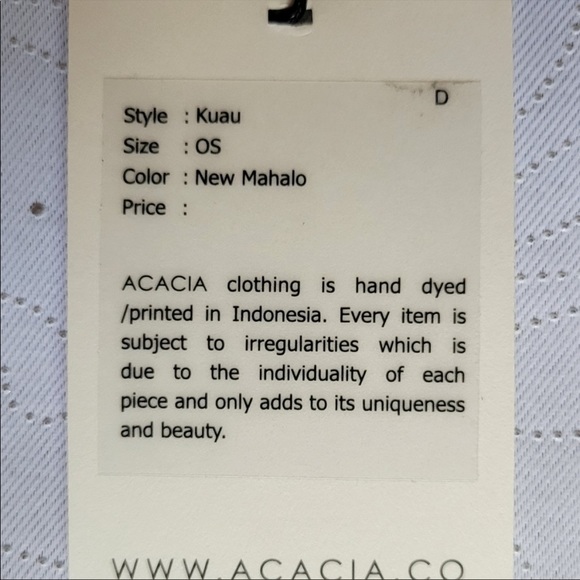 D
Style : Kuau
Size : OS
Color : New Mahalo
Price :
ACACIA clothing is hand dyed
/printed in Indonesia. Every item is
subject to irregularities which is
due to the individuality of each
piece and only adds to its uniqueness
and beauty.
WWW.ACACIA.CO